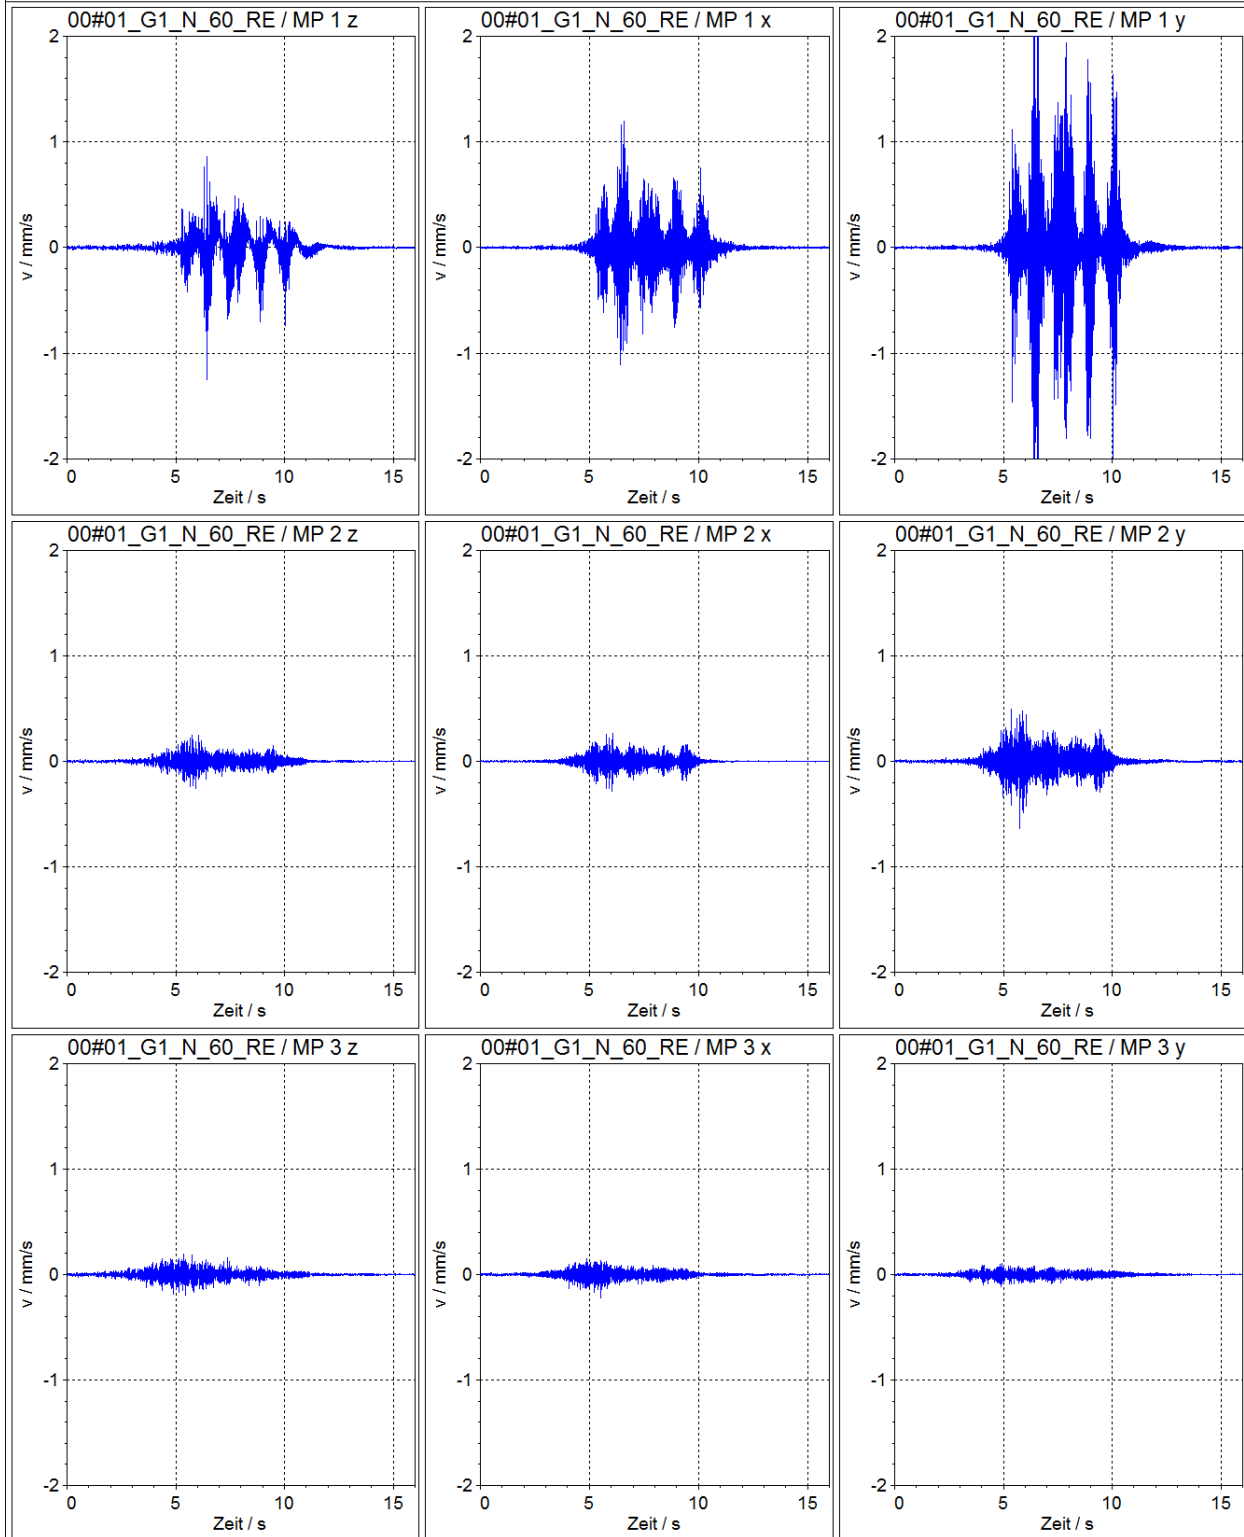 00#01_G1_N_60_RE / MP 1 z
2
1
0
-1
-2
v / mm/s
0 5 10 15
Zeit / s
00#01_G1_N_60_RE / MP 1 x
2
1
0
-1
-2
v / mm/s
0 5 10 15
Zeit / s
00#01_G1_N_60_RE / MP 1 y
2
1
0
-1
-2
v / mm/s
0 5 10 15
Zeit / s
00#01_G1_N_60_RE / MP 2 z
2
1
0
-1
-2
v / mm/s
0 5 10 15
Zeit / s
00#01_G1_N_60_RE / MP 2 x
2
1
0
-1
-2
v / mm/s
0 5 10 15
Zeit / s
00#01_G1_N_60_RE / MP 2 y
2
1
0
-1
-2
v / mm/s
0 5 10 15
Zeit / s
00#01_G1_N_60_RE / MP 3 z
2
1
0
-1
-2
v / mm/s
0 5 10 15
Zeit / s
00#01_G1_N_60_RE / MP 3 x
2
1
0
-1
-2
v / mm/s
0 5 10 15
Zeit / s
00#01_G1_N_60_RE / MP 3 y
2
1
0
-1
-2
v / mm/s
0 5 10 15
Zeit / s